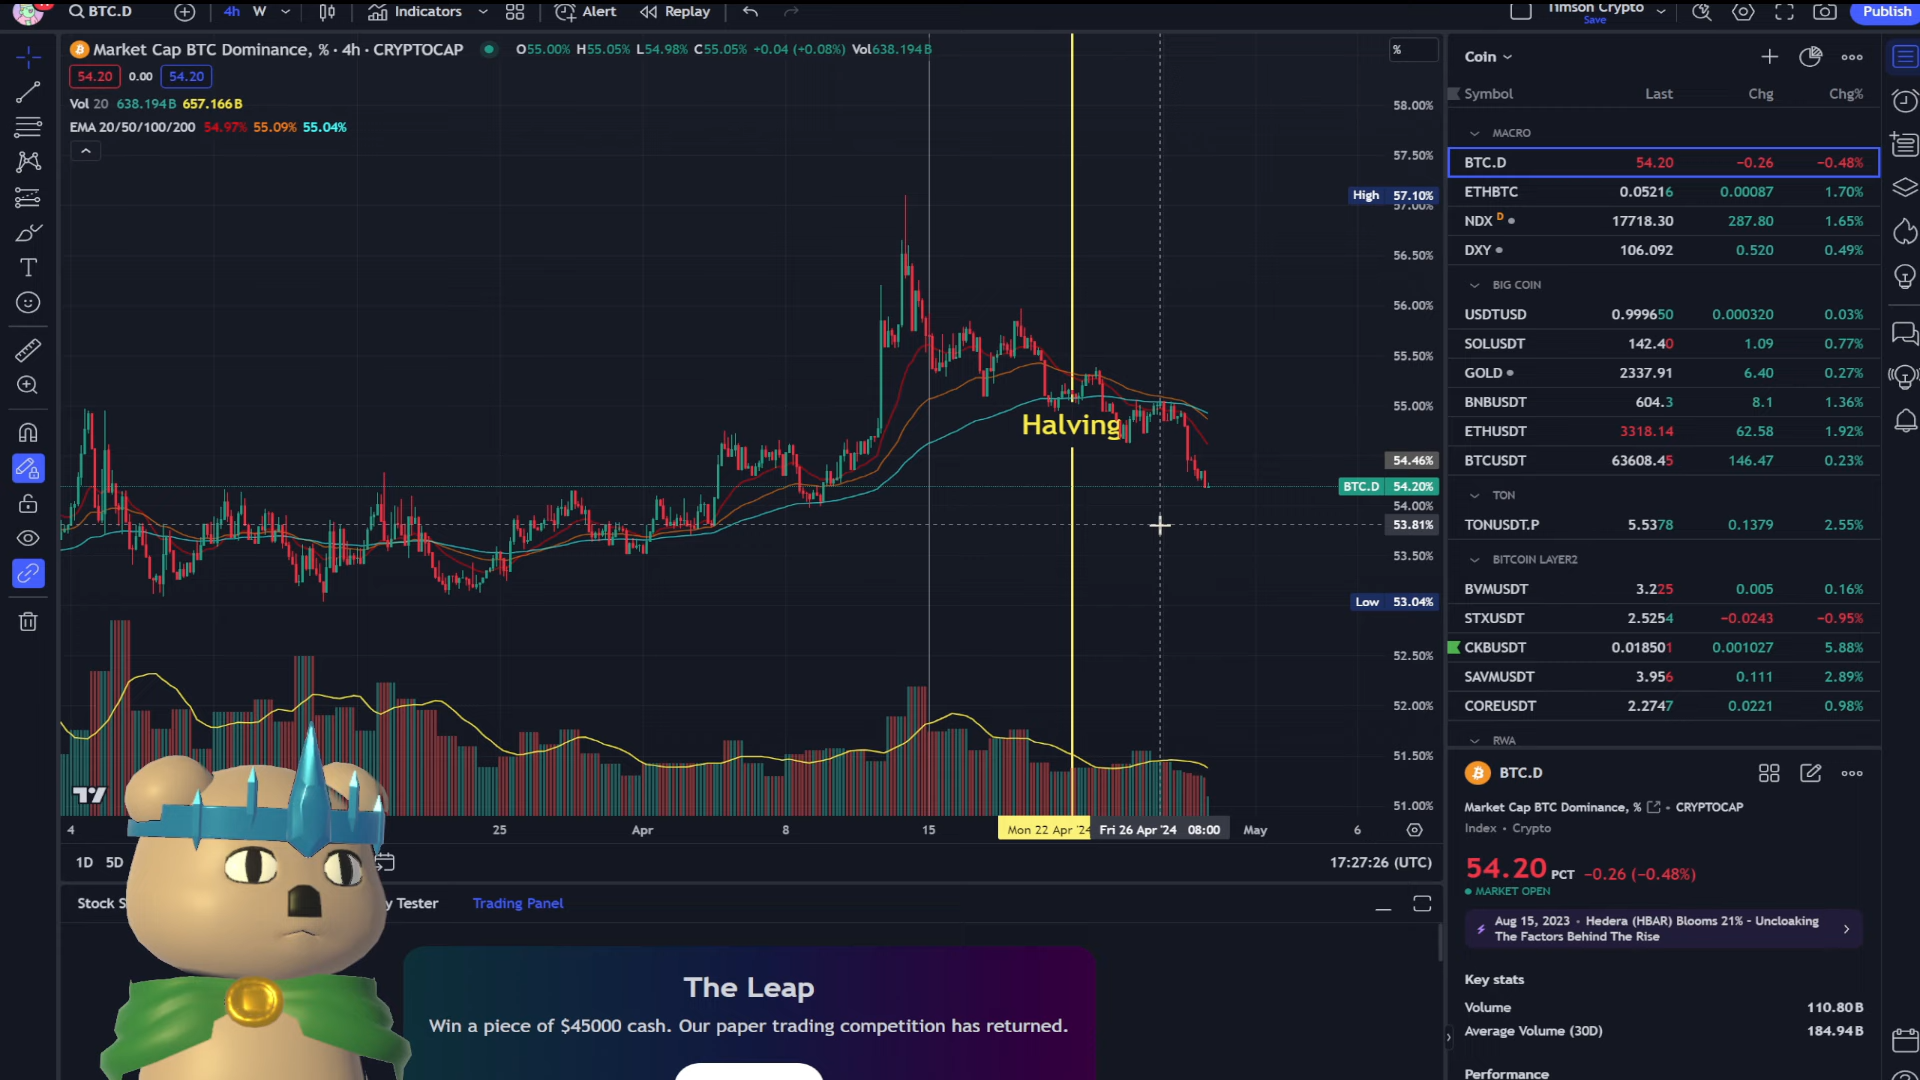 BTC.D
4h W
Indicators
Alert
Replay
Timson Crypto
Save
Publish
Market Cap BTC Dominance, % · 4h · CRYPTOCAP
O55.00% H55.05% L54.98% C55.05% +0.04 (+0.08%) Vol638.194B
54.20 0.00 54.20
Vol 20 638.194B 657.166B
EMA 20/50/100/200 54.97% 55.09% 55.04%
%
58.00%
57.50%
High 57.10%
57.00%
56.50%
56.00%
55.50%
55.00%
54.46%
BTC.D 54.20%
54.00%
53.81%
53.50%
Low 53.04%
52.50%
52.00%
51.50%
51.00%
Halving
4 25 Apr 8 15 Mon 22 Apr '24 Fri 26 Apr '24 08:00 May 6
1D 5D
17:27:26 (UTC)
Stock S
y Tester
Trading Panel
The Leap
Win a piece of $45000 cash. Our paper trading competition has returned.
Coin
Symbol Last Chg Chg%
MACRO
BTC.D 54.20 −0.26 −0.48%
ETHBTC 0.05216 0.00087 1.70%
NDX D 17718.30 287.80 1.65%
DXY 106.092 0.520 0.49%
BIG COIN
USDTUSD 0.999650 0.000320 0.03%
SOLUSDT 142.40 1.09 0.77%
GOLD 2337.91 6.40 0.27%
BNBUSDT 604.3 8.1 1.36%
ETHUSDT 3318.14 62.58 1.92%
BTCUSDT 63608.45 146.47 0.23%
TON
TONUSDT.P 5.5378 0.1379 2.55%
BITCOIN LAYER2
BVMUSDT 3.225 0.005 0.16%
STXUSDT 2.5254 −0.0243 −0.95%
CKBUSDT 0.018501 0.001027 5.88%
SAVMUSDT 3.956 0.111 2.89%
COREUSDT 2.2747 0.0221 0.98%
RWA
BTC.D
Market Cap BTC Dominance, % • CRYPTOCAP
Index • Crypto
54.20 PCT −0.26 (−0.48%)
MARKET OPEN
Aug 15, 2023 • Hedera (HBAR) Blooms 21% - Uncloaking
The Factors Behind The Rise
Key stats
Volume 110.80B
Average Volume (30D) 184.94B
Performance